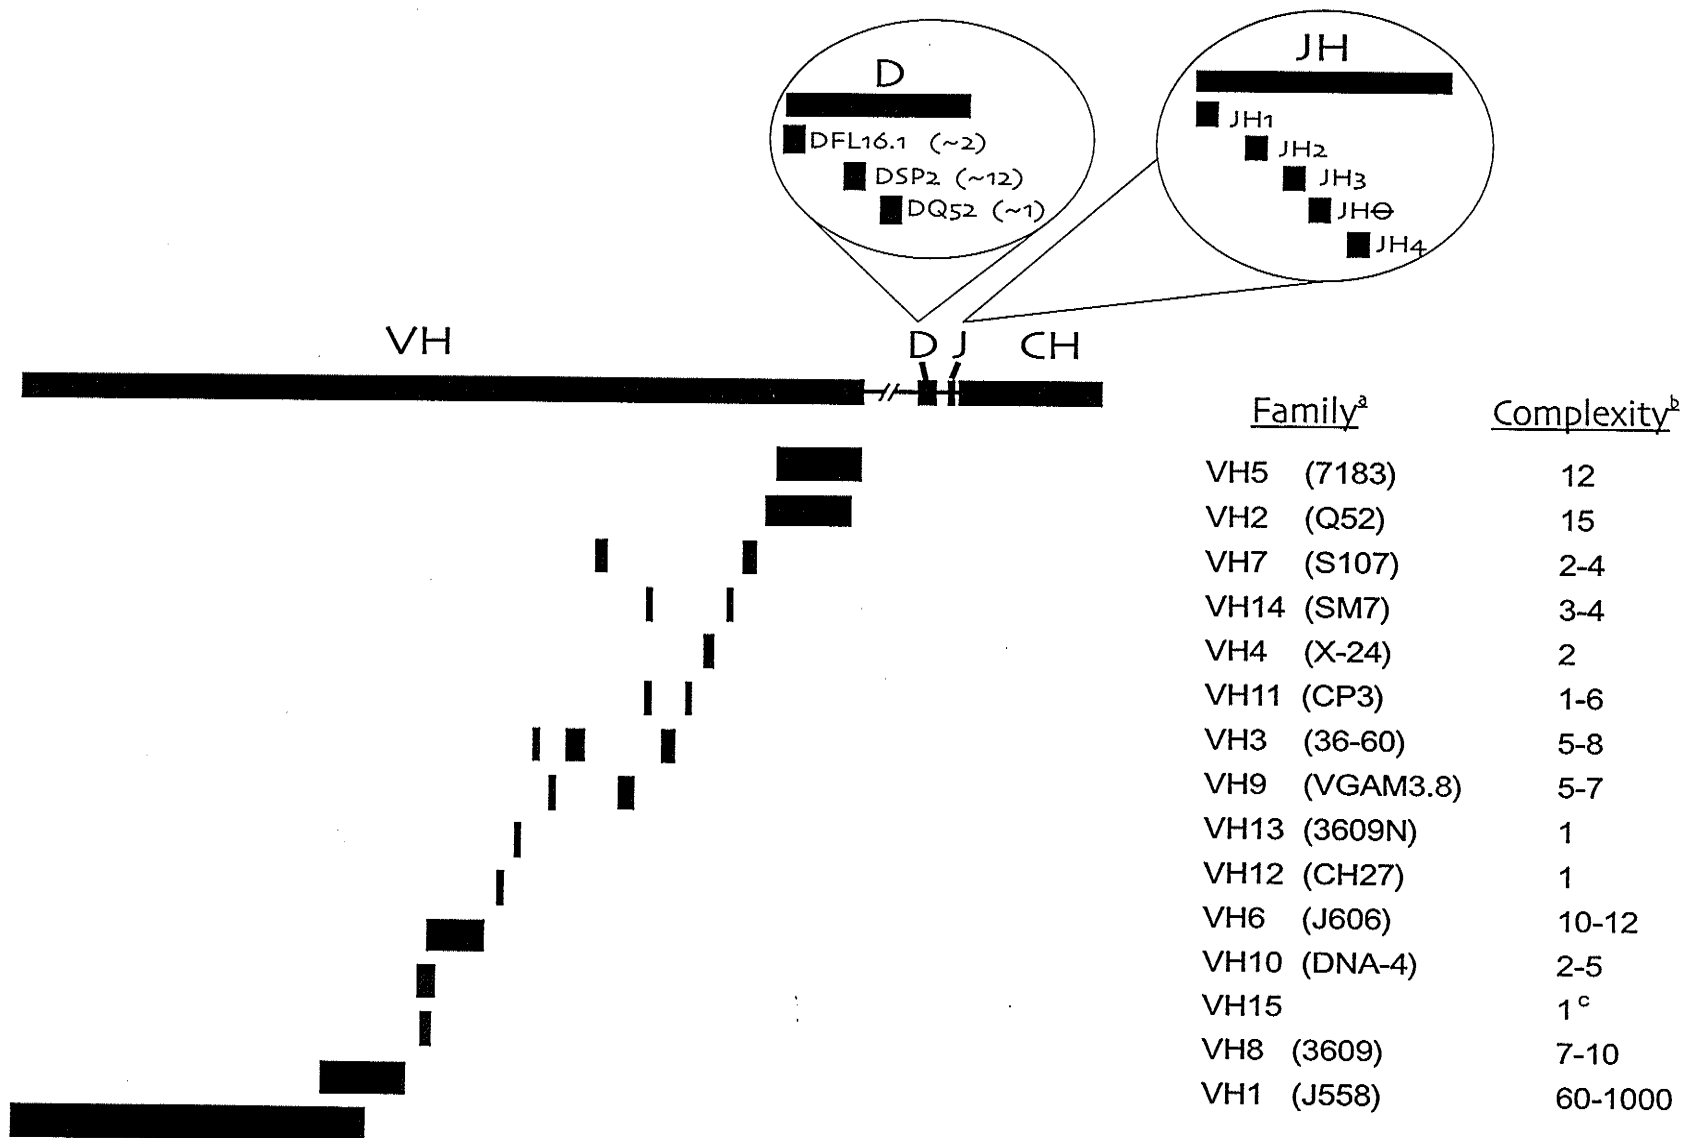 D
DFL16.1 (~2)
DSP2 (~12)
DQ52 (~1)
JH
JH1
JH2
JH3
JHΘ
JH4
VH
D
J
CH
Family^a Complexity^b
VH5 (7183) 12
VH2 (Q52) 15
VH7 (S107) 2-4
VH14 (SM7) 3-4
VH4 (X-24) 2
VH11 (CP3) 1-6
VH3 (36-60) 5-8
VH9 (VGAM3.8) 5-7
VH13 (3609N) 1
VH12 (CH27) 1
VH6 (J606) 10-12
VH10 (DNA-4) 2-5
VH15 1^c
VH8 (3609) 7-10
VH1 (J558) 60-1000